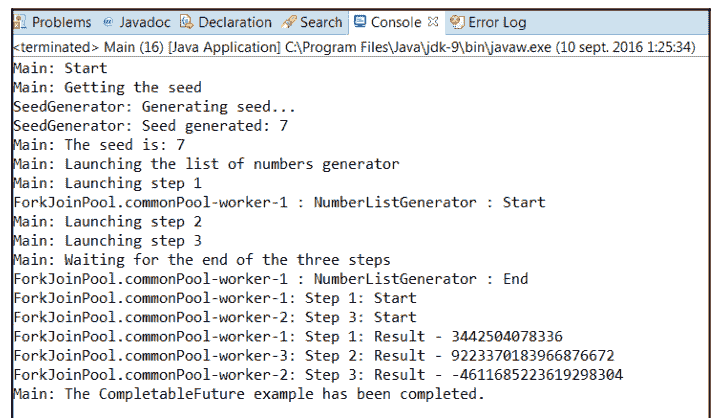 Problems Javadoc Declaration Search Console Error Log
<terminated> Main (16) [Java Application] C:\Program Files\Java\jdk-9\bin\javaw.exe (10 sept. 2016 1:25:34)
Main: Start
Main: Getting the seed
SeedGenerator: Generating seed...
SeedGenerator: Seed generated: 7
Main: The seed is: 7
Main: Launching the list of numbers generator
Main: Launching step 1
ForkJoinPool.commonPool-worker-1 : NumberListGenerator : Start
Main: Launching step 2
Main: Launching step 3
Main: Waiting for the end of the three steps
ForkJoinPool.commonPool-worker-1 : NumberListGenerator : End
ForkJoinPool.commonPool-worker-1: Step 1: Start
ForkJoinPool.commonPool-worker-2: Step 3: Start
ForkJoinPool.commonPool-worker-1: Step 1: Result - 3442504078336
ForkJoinPool.commonPool-worker-3: Step 2: Result - 9223370183966876672
ForkJoinPool.commonPool-worker-2: Step 3: Result - -4611685223619298304
Main: The CompletableFuture example has been completed.